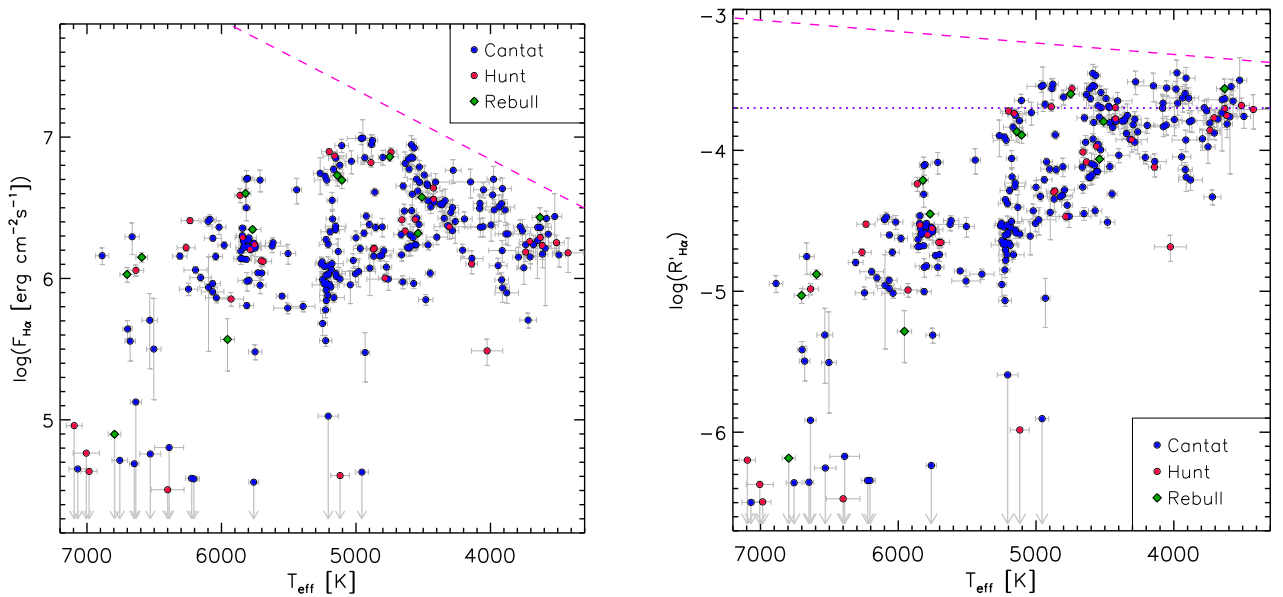 Cantat
Hunt
Rebull
7
6
5
log(F_Hα [erg cm⁻²s⁻¹])
7000 6000 5000 4000
T_eff [K]
−3
−4
−5
−6
log(R'_Hα)
Cantat
Hunt
Rebull
7000 6000 5000 4000
T_eff [K]